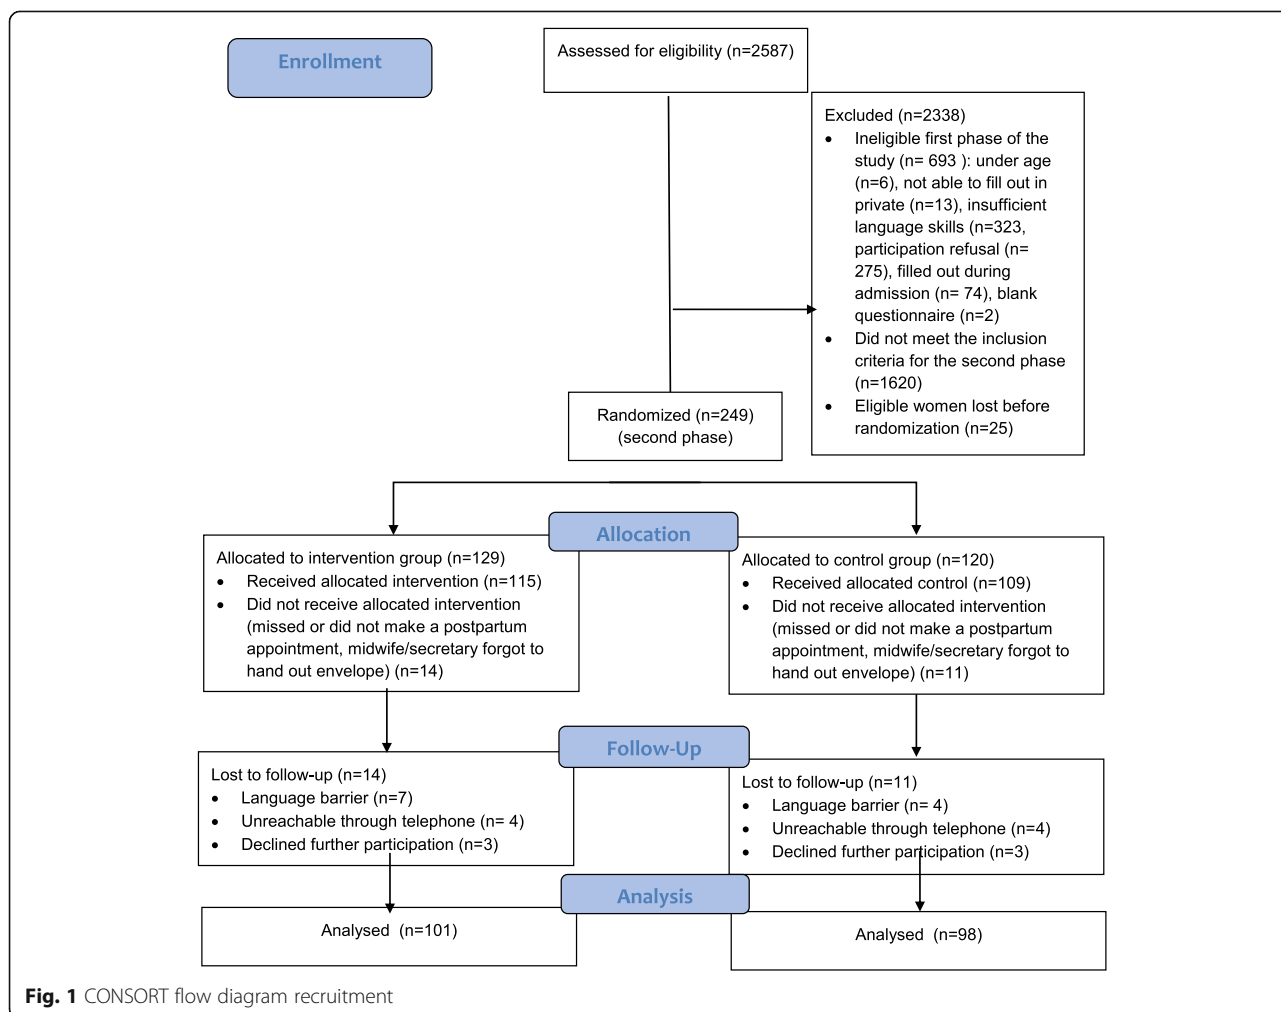 Enrollment
Assessed for eligibility (n=2587)
Excluded (n=2338)
• Ineligible first phase of the
study (n= 693 ): under age
(n=6), not able to fill out in
private (n=13), insufficient
language skills (n=323,
participation refusal (n=
275), filled out during
admission (n= 74), blank
questionnaire (n=2)
• Did not meet the inclusion
criteria for the second phase
(n=1620)
• Eligible women lost before
randomization (n=25)
Randomized (n=249)
(second phase)
Allocation
Allocated to intervention group (n=129)
• Received allocated intervention (n=115)
• Did not receive allocated intervention
(missed or did not make a postpartum
appointment, midwife/secretary forgot to
hand out envelope) (n=14)
Allocated to control group (n=120)
• Received allocated control (n=109)
• Did not receive allocated intervention
(missed or did not make a postpartum
appointment, midwife/secretary forgot to
hand out envelope) (n=11)
Follow-Up
Lost to follow-up (n=14)
• Language barrier (n=7)
• Unreachable through telephone (n= 4)
• Declined further participation (n=3)
Lost to follow-up (n=11)
• Language barrier (n= 4)
• Unreachable through telephone (n=4)
• Declined further participation (n=3)
Analysis
Analysed (n=101)
Analysed (n=98)
Fig. 1 CONSORT flow diagram recruitment